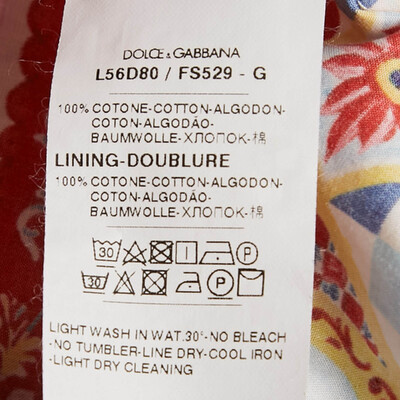 DOLCE & GABBANA
L56D80 / FS529 - G
100% COTONE-COTTON-ALGODON-
COTON-ALGODÃO-
BAUMWOLLE-ХЛОПОК-棉
LINING-DOUBLURE
100% COTONE-COTTON-ALGODON-
COTON-ALGODÃO-
BAUMWOLLE-ХЛОПОК-棉
30 P
30 P
LIGHT WASH IN WAT.30°-NO BLEACH
-NO TUMBLER-LINE DRY-COOL IRON
-LIGHT DRY CLEANING